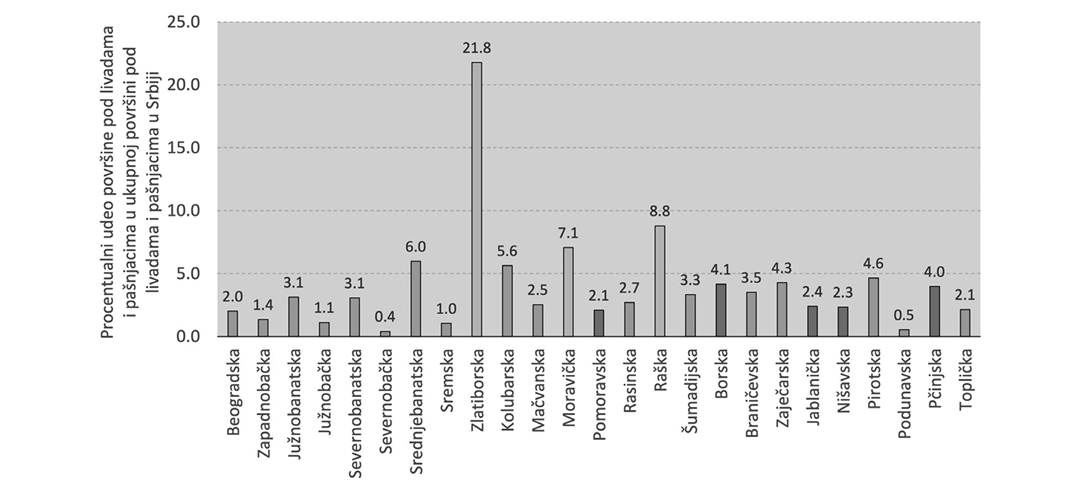 Procentualni udeo površine pod livadama
i pašnjacima u ukupnoj površini pod
livadama i pašnjacima u Srbiji
25.0
20.0
15.0
10.0
5.0
0.0
2.0
1.4
3.1
1.1
3.1
0.4
6.0
1.0
21.8
5.6
2.5
7.1
2.1
2.7
8.8
3.3
4.1
3.5
4.3
2.4
2.3
4.6
0.5
4.0
2.1
Beogradska
Zapadnobačka
Južnobanatska
Južnobačka
Severnobanatska
Severnobačka
Srednjebanatska
Sremska
Zlatiborska
Kolubarska
Mačvanska
Moravička
Pomoravska
Rasinska
Raška
Šumadijska
Borska
Braničevska
Zaječarska
Jablanička
Nišavska
Pirotska
Podunavska
Pčinjska
Toplička